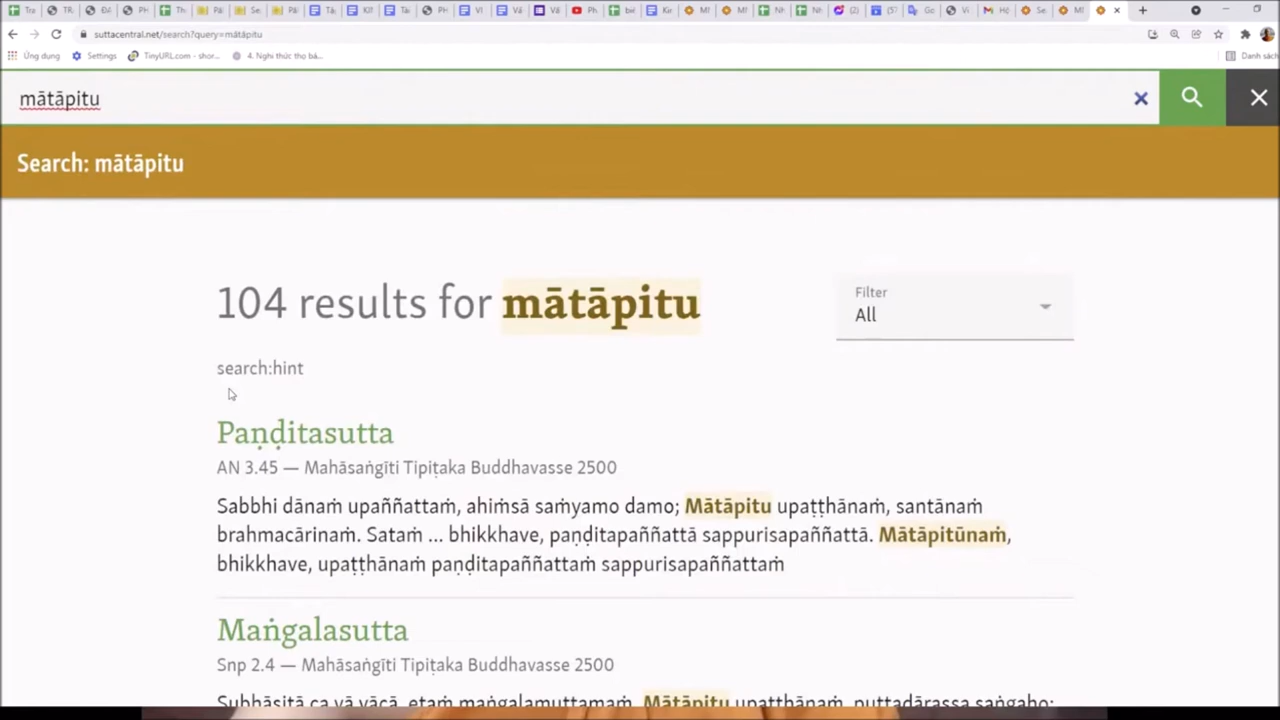 suttacentral.net/search?query=mātāpitu
Ứng dụng Settings TinyURL.com - shor... 4. Nghi thức thọ bá... Danh sách
mātāpitu
Search: mātāpitu
104 results for mātāpitu
Filter
All
search:hint
Paṇḍitasutta
AN 3.45 — Mahāsaṅgīti Tipiṭaka Buddhavasse 2500
Sabbhi dānaṁ upaññattaṁ, ahiṁsā saṁyamo damo; Mātāpitu upaṭṭhānaṁ, santānaṁ
brahmacārinaṁ. Sataṁ ... bhikkhave, paṇḍitapaññattā sappurisapaññattā. Mātāpitūnaṁ,
bhikkhave, upaṭṭhānaṁ paṇḍitapaññattaṁ sappurisapaññattaṁ
Maṅgalasutta
Snp 2.4 — Mahāsaṅgīti Tipiṭaka Buddhavasse 2500
Subhāsitā ca yā vācā, etaṁ maṅgalamuttamaṁ. Mātāpitu upaṭṭhānaṁ, puttadārassa saṅgaho;